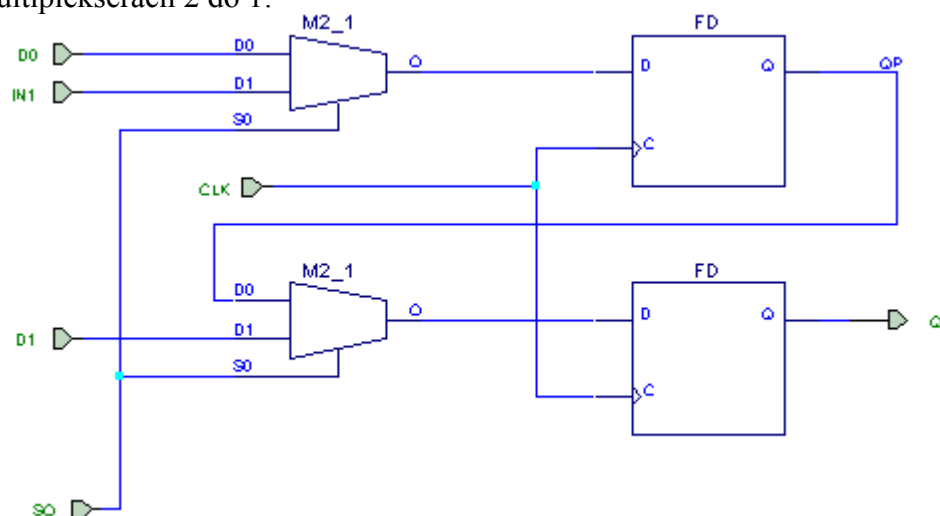 ultiplekserach 2 do 1.
M2_1
FD
D0
D0
O
D
Q
QP
IN1
D1
S0
C
CLK
M2_1
FD
D0
O
D
Q
Q
D1
D1
S0
C
S0